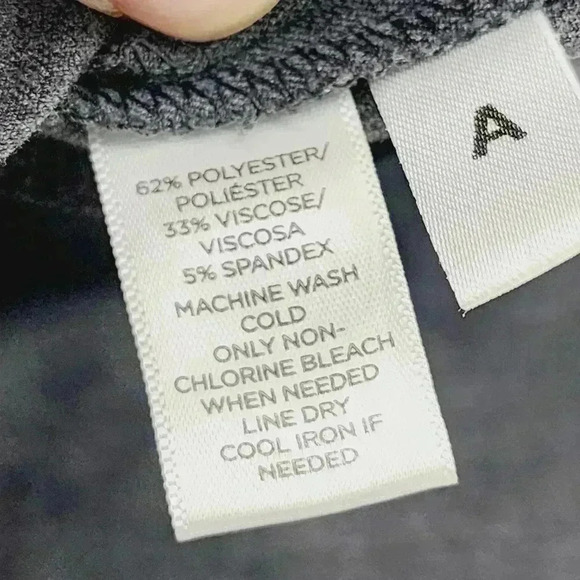 62% POLYESTER/
POLIÉSTER
33% VISCOSE/
VISCOSA
5% SPANDEX
MACHINE WASH
COLD
ONLY NON-
CHLORINE BLEACH
WHEN NEEDED
LINE DRY
COOL IRON IF
NEEDED
A